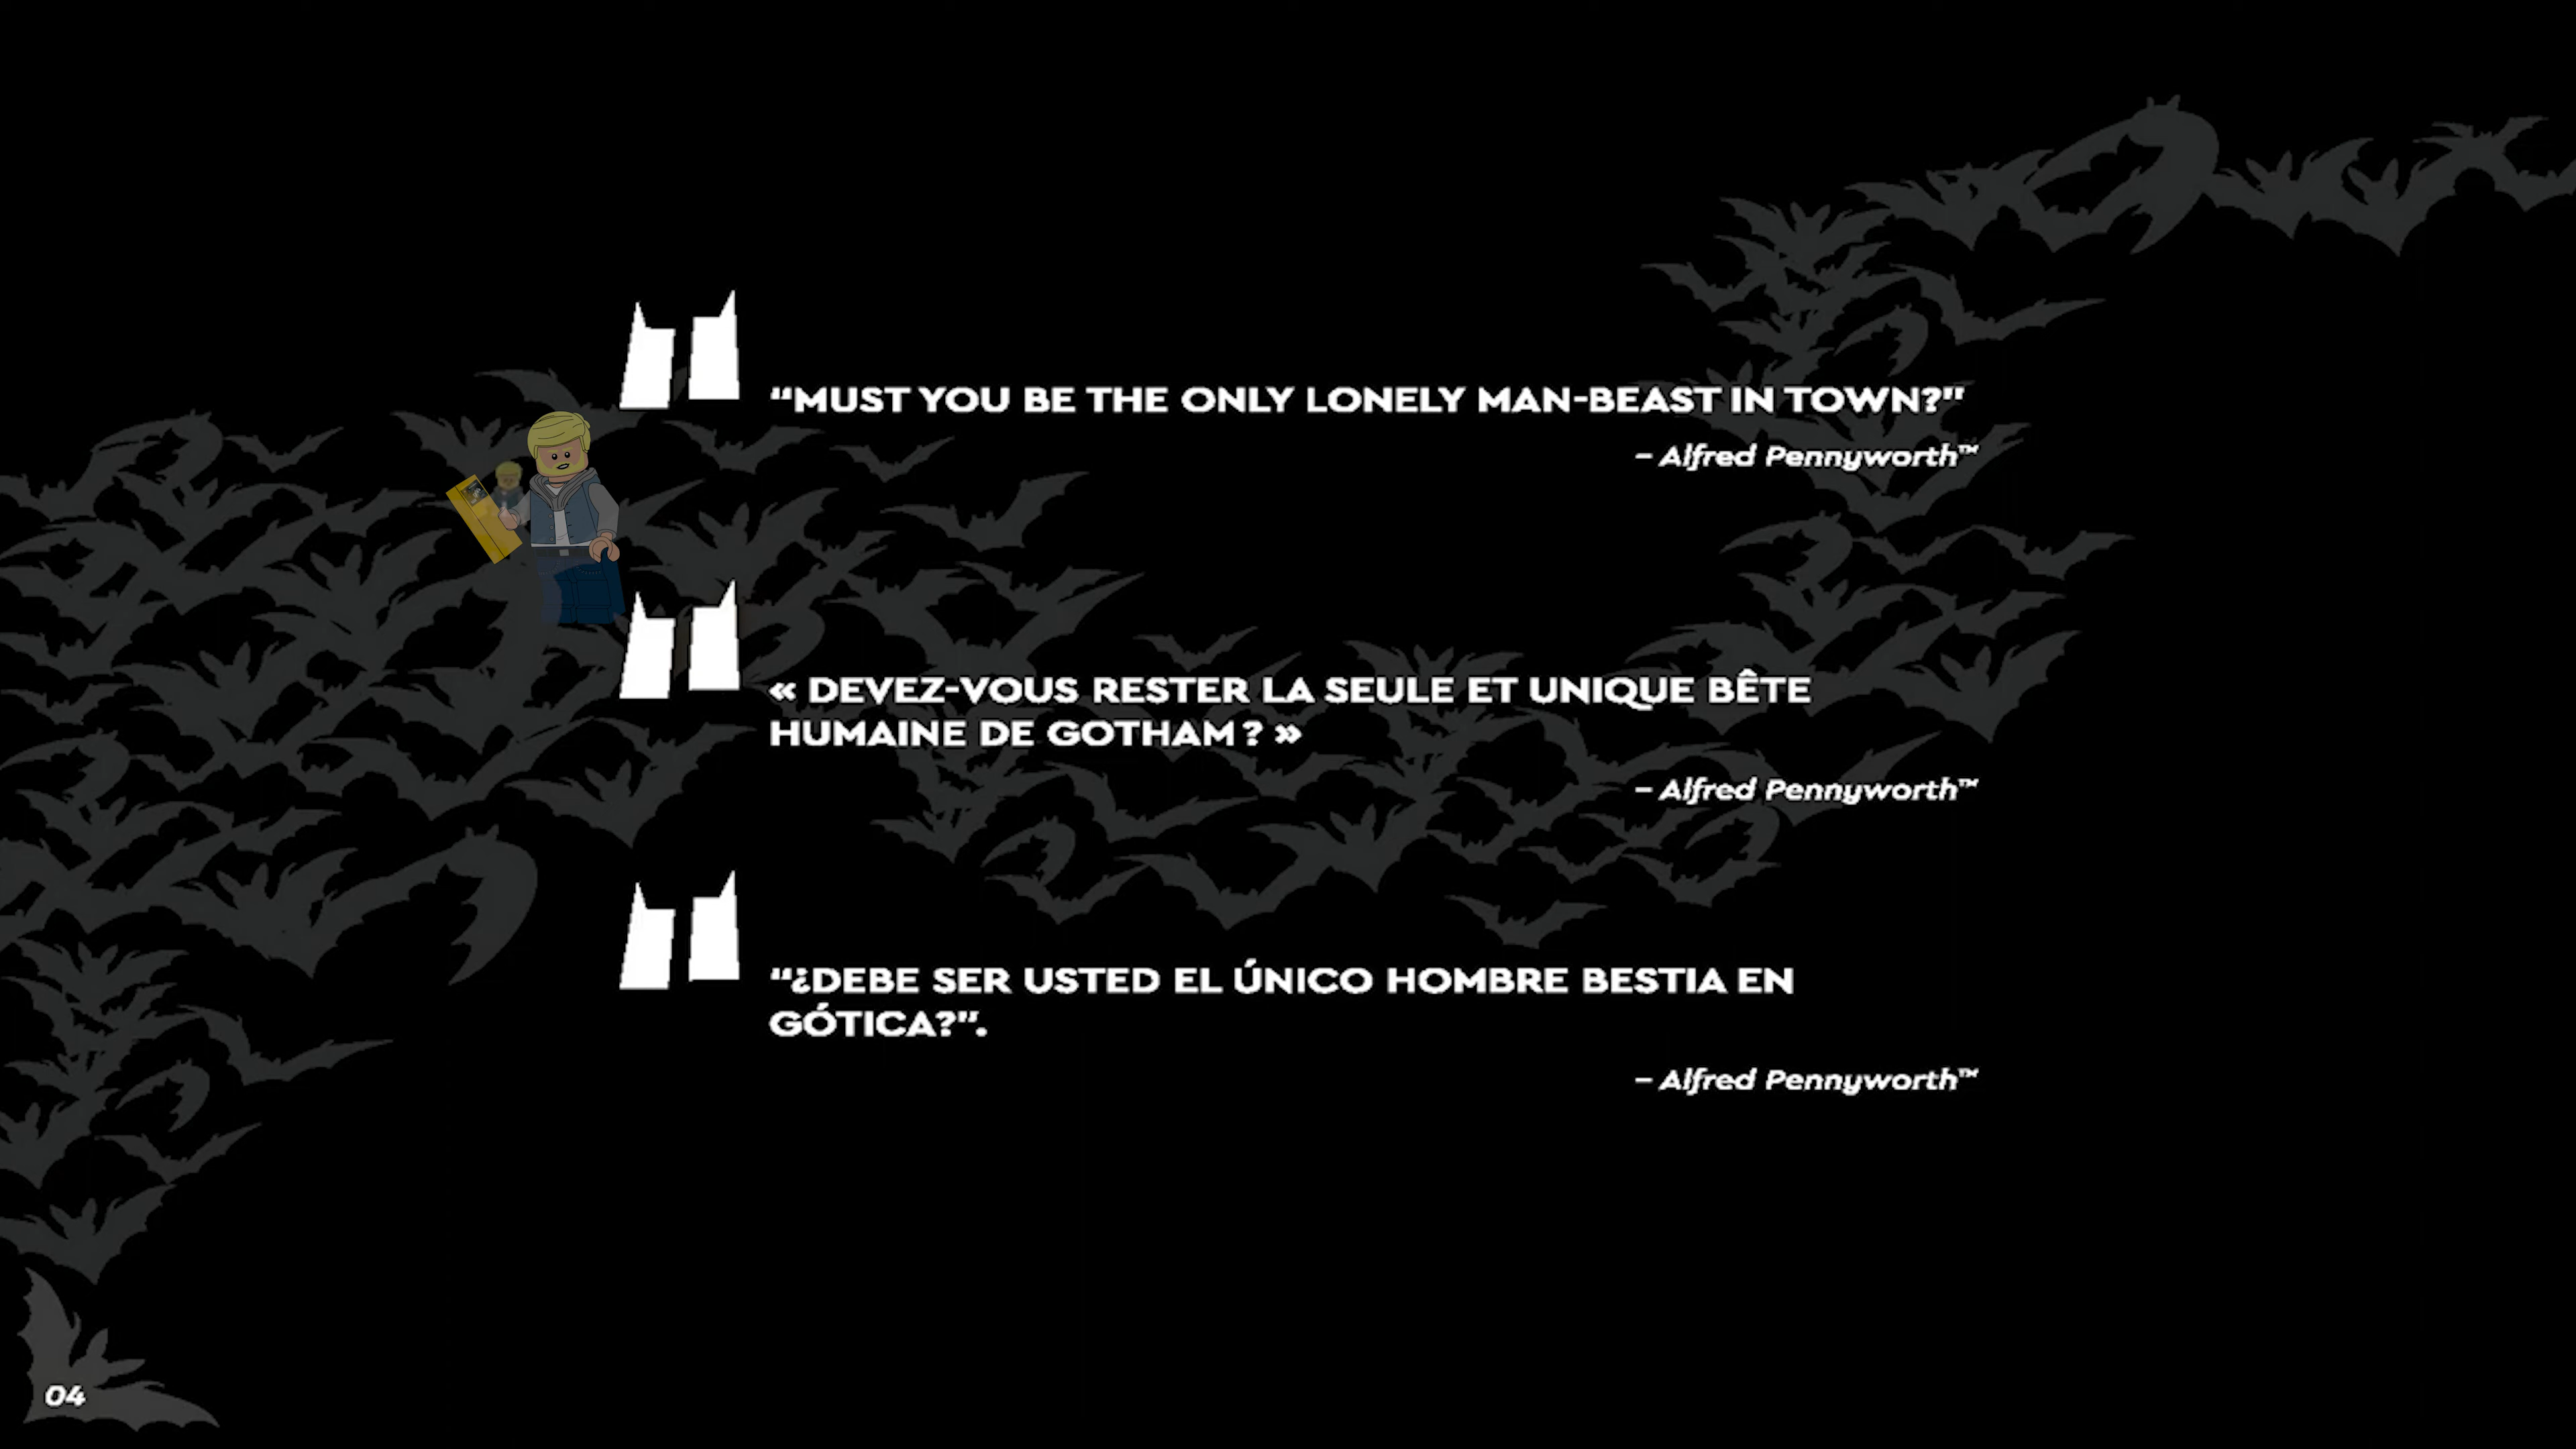 “MUST YOU BE THE ONLY LONELY MAN-BEAST IN TOWN?”
– Alfred Pennyworth™
« DEVEZ-VOUS RESTER LA SEULE ET UNIQUE BÊTE
HUMAINE DE GOTHAM ? »
– Alfred Pennyworth™
“¿DEBE SER USTED EL ÚNICO HOMBRE BESTIA EN
GÓTICA?”.
– Alfred Pennyworth™
04